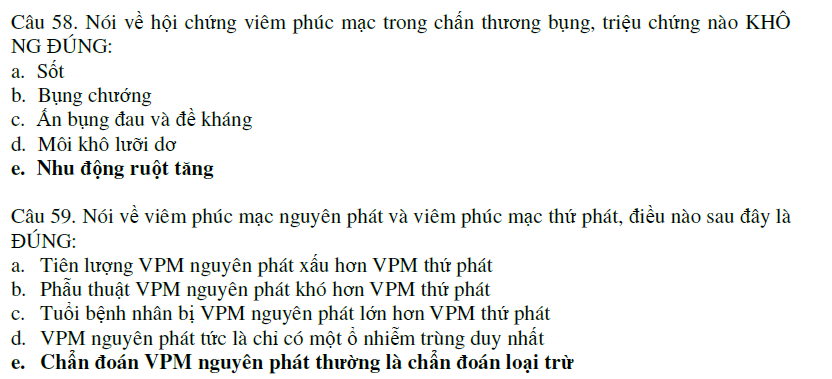 Câu 58. Nói về hội chứng viêm phúc mạc trong chấn thương bụng, triệu chứng nào KHÔ
NG ĐÚNG:
a. Sốt
b. Bụng chướng
c. Ấn bụng đau và đề kháng
d. Môi khô lưỡi dơ
e. Nhu động ruột tăng
Câu 59. Nói về viêm phúc mạc nguyên phát và viêm phúc mạc thứ phát, điều nào sau đây là
ĐÚNG:
a. Tiên lượng VPM nguyên phát xấu hơn VPM thứ phát
b. Phẫu thuật VPM nguyên phát khó hơn VPM thứ phát
c. Tuổi bệnh nhân bị VPM nguyên phát lớn hơn VPM thứ phát
d. VPM nguyên phát tức là chỉ có một ổ nhiễm trùng duy nhất
e. Chẩn đoán VPM nguyên phát thường là chẩn đoán loại trừ